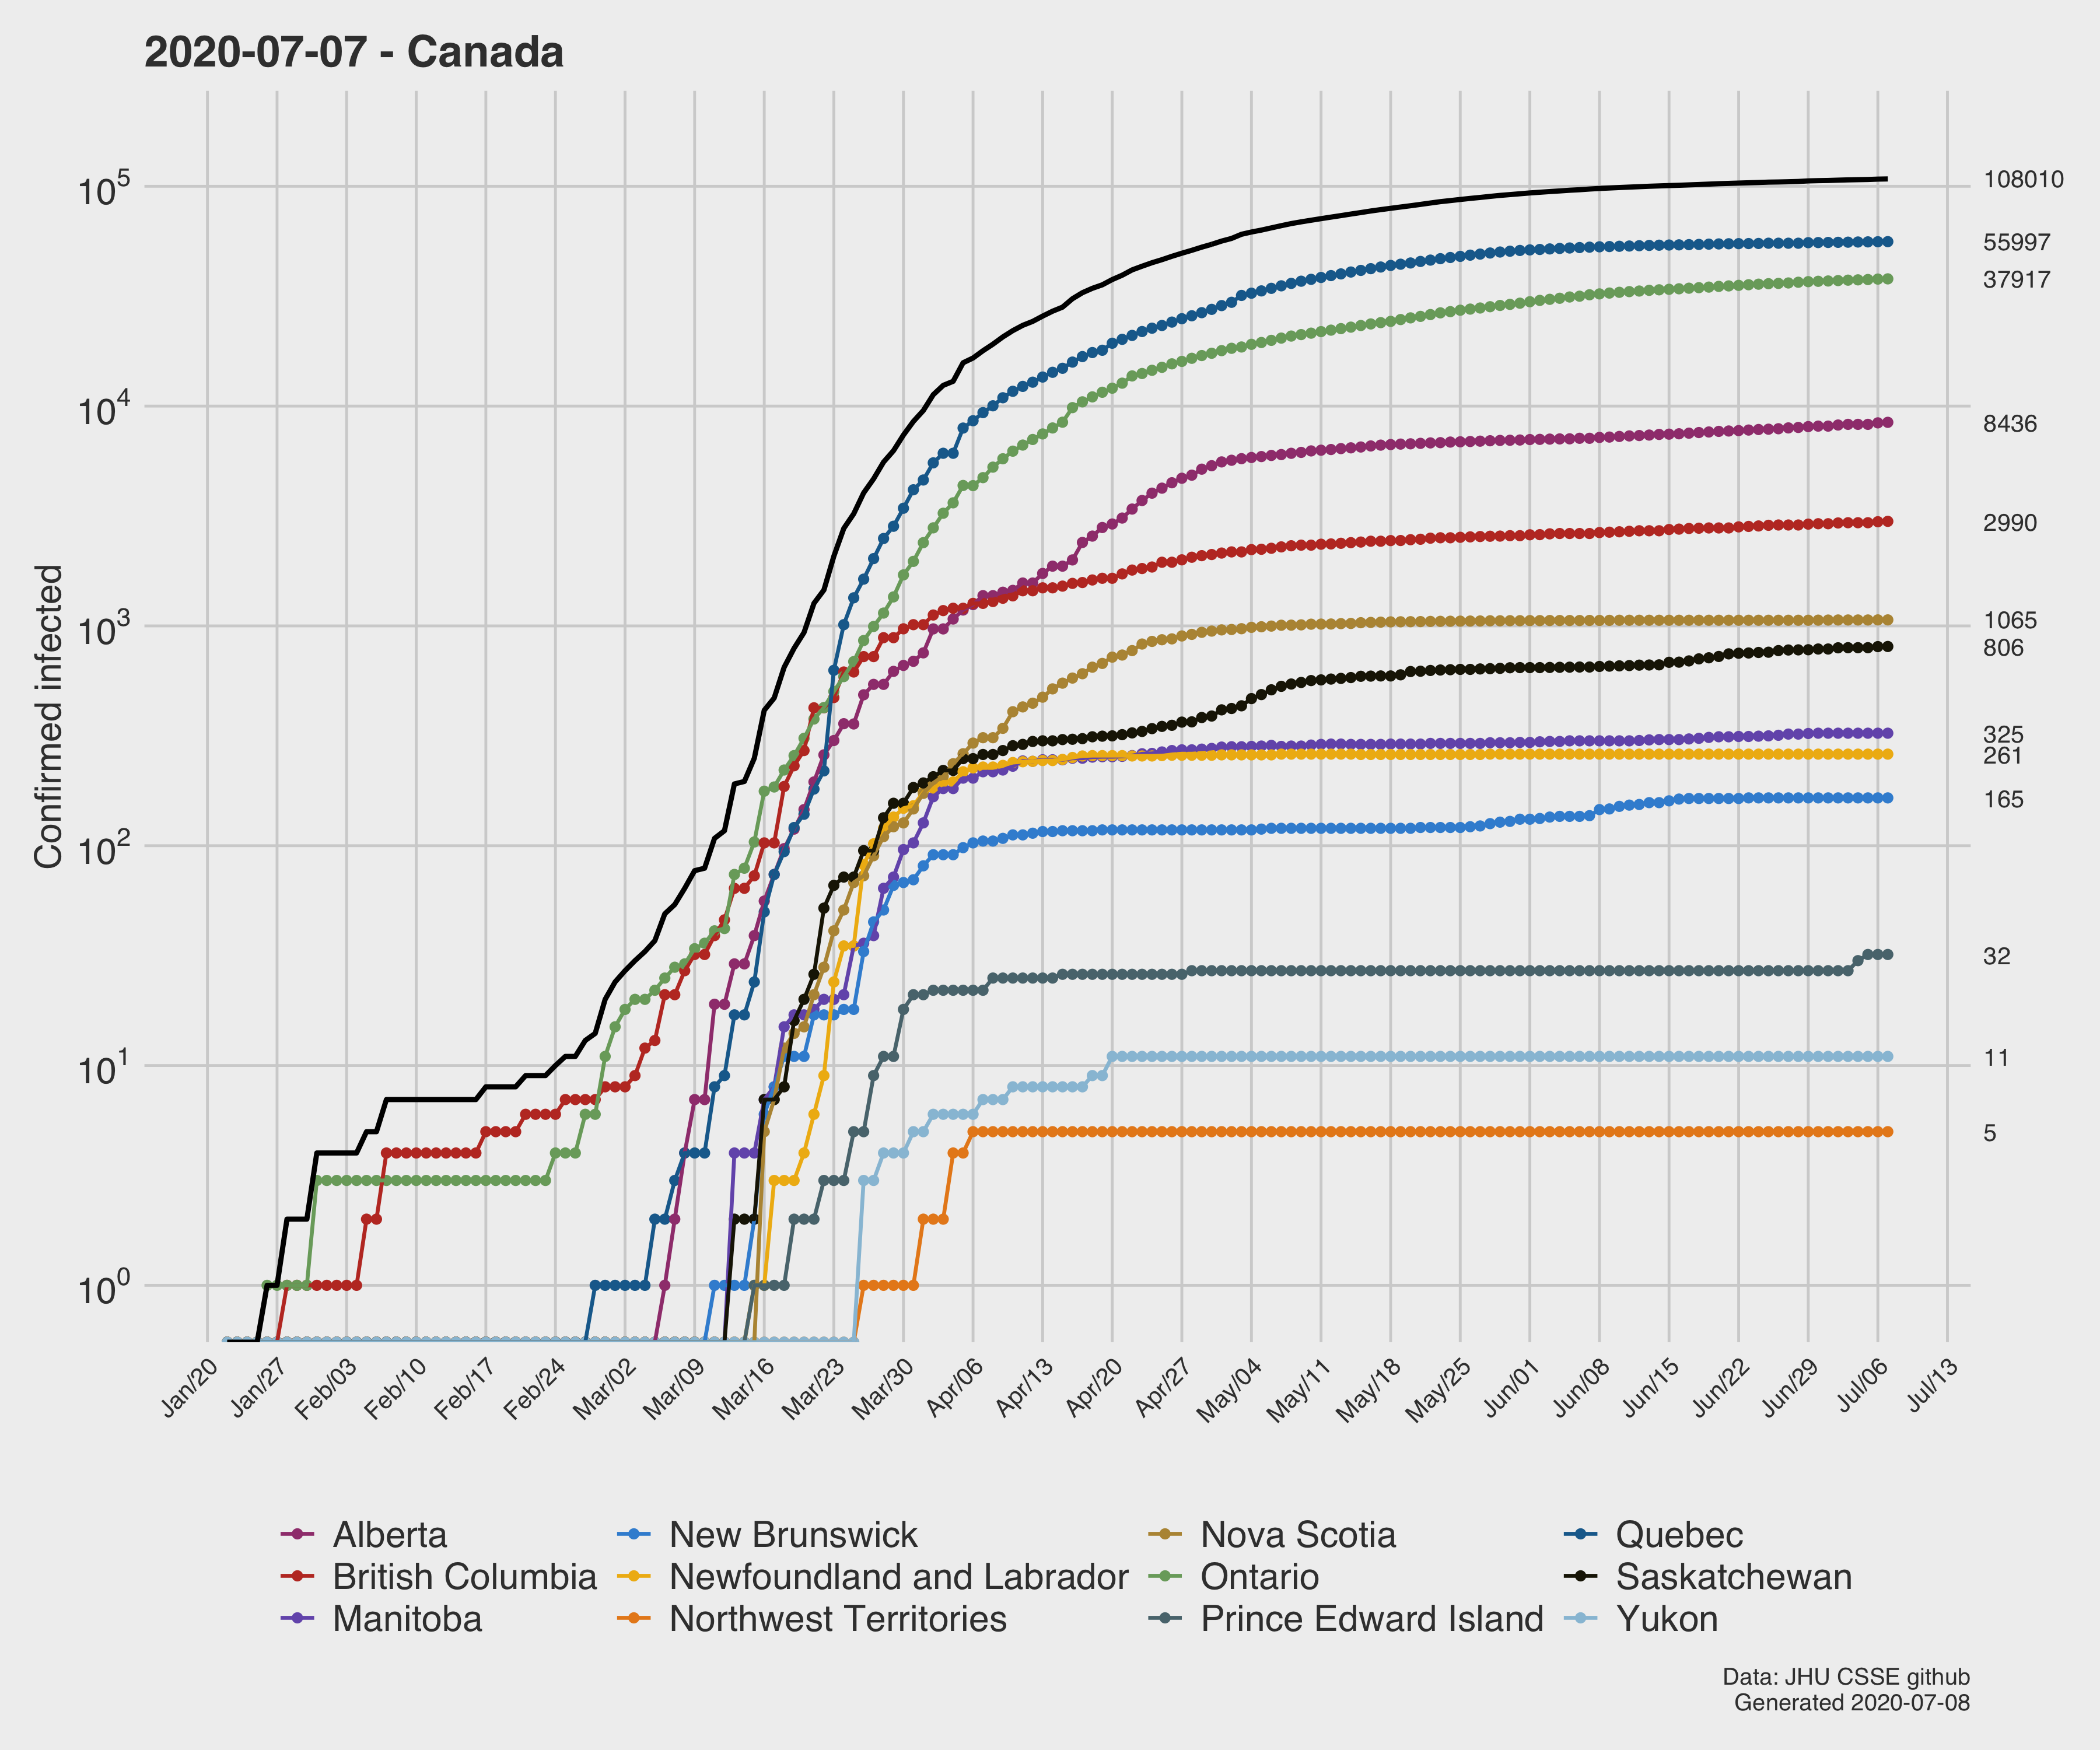 2020-07-07 - Canada
Confirmed infected
10^5
10^4
10^3
10^2
10^1
10^0
108010
55997
37917
8436
2990
1065
806
325
261
165
32
11
5
Jan/20
Jan/27
Feb/03
Feb/10
Feb/17
Feb/24
Mar/02
Mar/09
Mar/16
Mar/23
Mar/30
Apr/06
Apr/13
Apr/20
Apr/27
May/04
May/11
May/18
May/25
Jun/01
Jun/08
Jun/15
Jun/22
Jun/29
Jul/06
Jul/13
Alberta
New Brunswick
Nova Scotia
Quebec
British Columbia
Newfoundland and Labrador
Ontario
Saskatchewan
Manitoba
Northwest Territories
Prince Edward Island
Yukon
Data: JHU CSSE github
Generated 2020-07-08